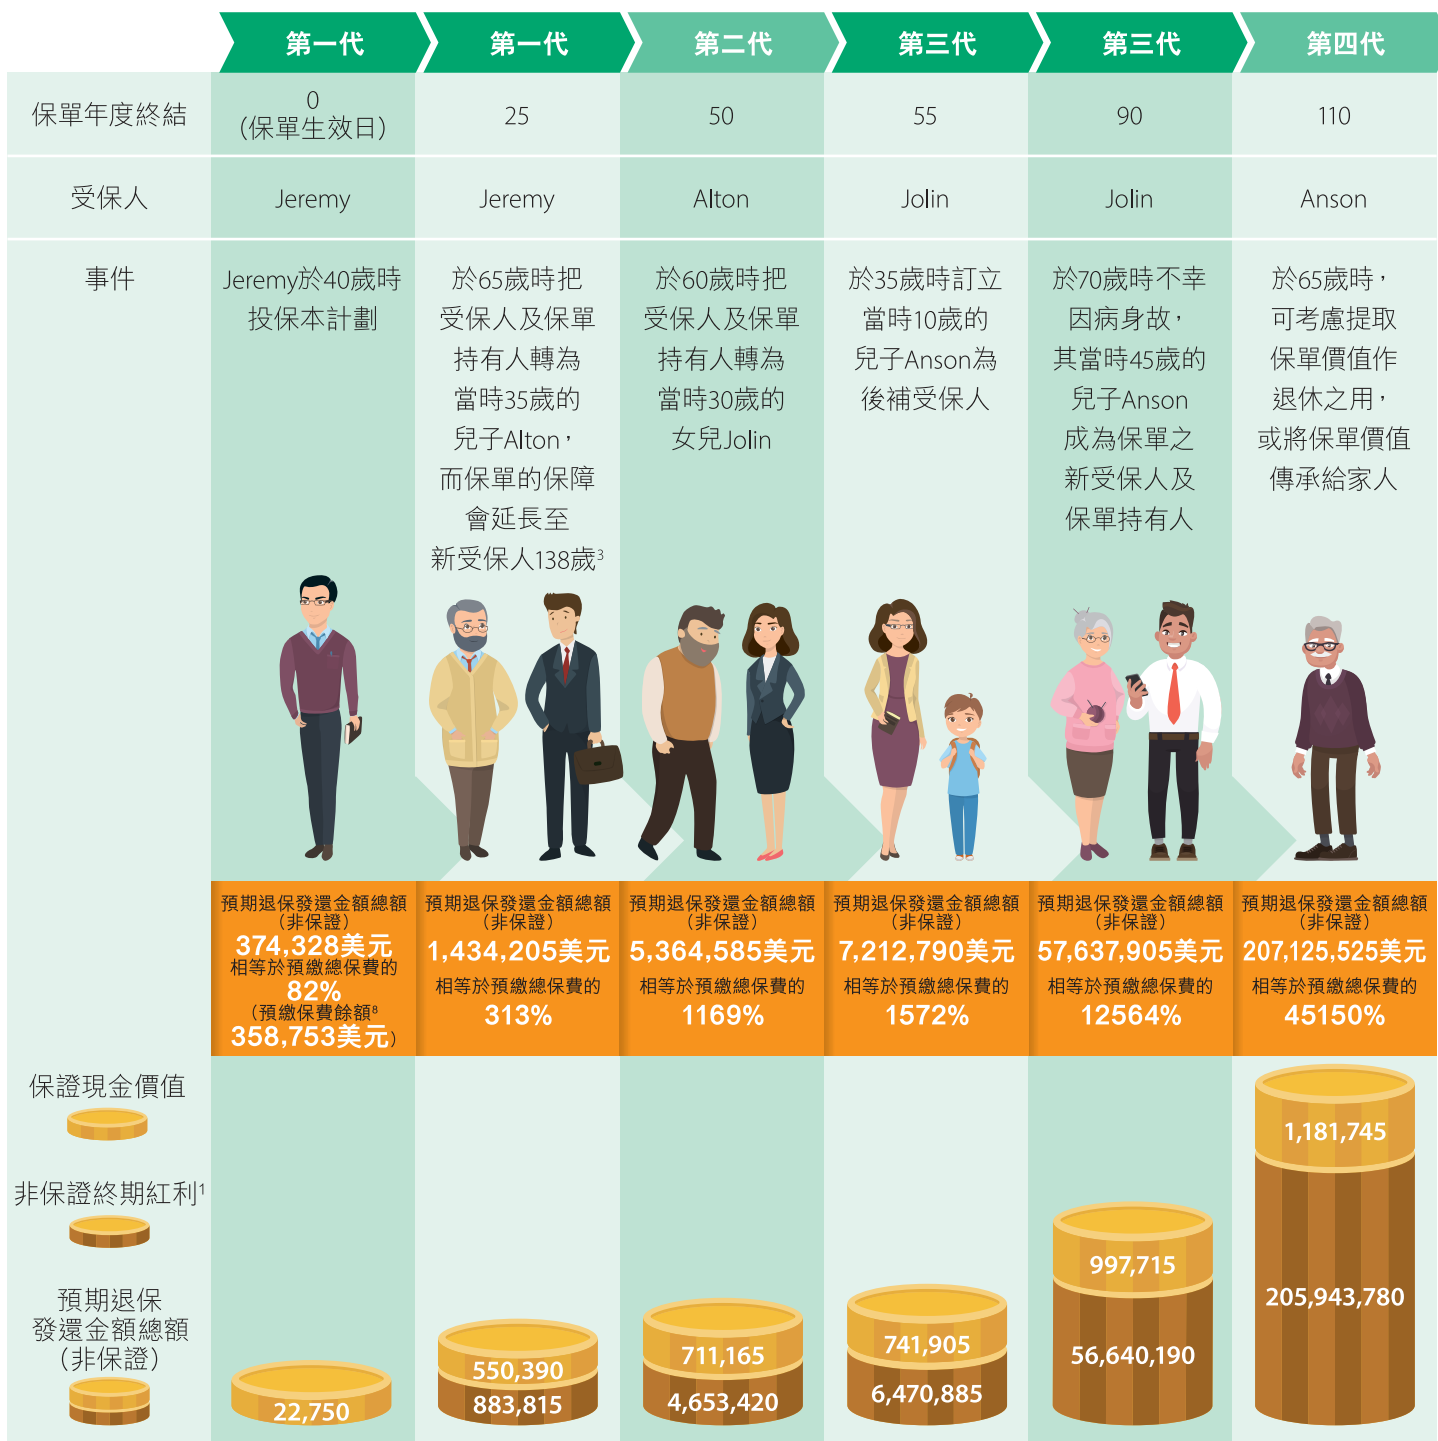 第一代
第一代
第二代
第三代
第三代
第四代
保單年度終結
0
（保單生效日）
25
50
55
90
110
受保人
Jeremy
Jeremy
Alton
Jolin
Jolin
Anson
事件
Jeremy於40歲時
投保本計劃
於65歲時把
受保人及保單
持有人轉為
當時35歲的
兒子Alton，
而保單的保障
會延長至
新受保人138歲3
於60歲時把
受保人及保單
持有人轉為
當時30歲的
女兒Jolin
於35歲時訂立
當時10歲的
兒子Anson為
後補受保人
於70歲時不幸
因病身故，
其當時45歲的
兒子Anson
成為保單之
新受保人及
保單持有人
於65歲時，
可考慮提取
保單價值作
退休之用，
或將保單價值
傳承給家人
預期退保發還金額總額
（非保證）
374,328美元
相等於預繳總保費的
82%
（預繳保費餘額8
358,753美元）
預期退保發還金額總額
（非保證）
1,434,205美元
相等於預繳總保費的
313%
預期退保發還金額總額
（非保證）
5,364,585美元
相等於預繳總保費的
1169%
預期退保發還金額總額
（非保證）
7,212,790美元
相等於預繳總保費的
1572%
預期退保發還金額總額
（非保證）
57,637,905美元
相等於預繳總保費的
12564%
預期退保發還金額總額
（非保證）
207,125,525美元
相等於預繳總保費的
45150%
保證現金價值
非保證終期紅利1
預期退保
發還金額總額
（非保證）
22,750
550,390
883,815
711,165
4,653,420
741,905
6,470,885
997,715
56,640,190
1,181,745
205,943,780